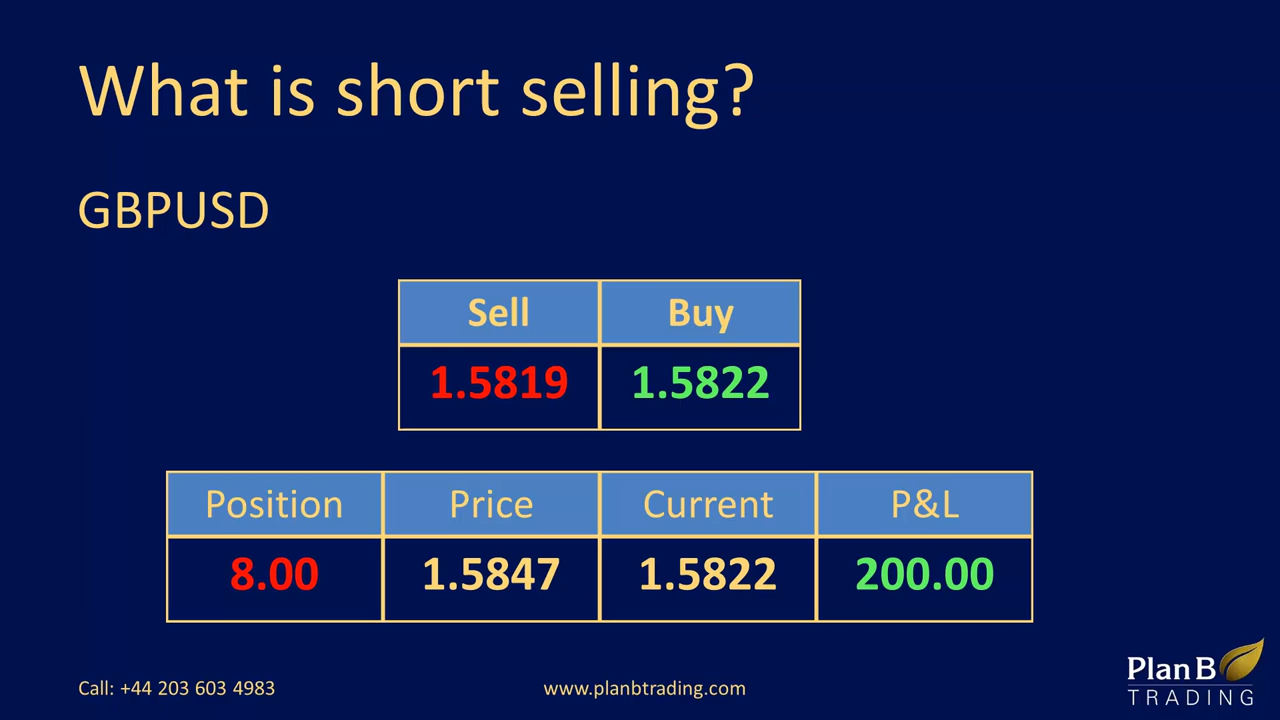 What is short selling?
GBPUSD
Sell Buy
1.5819 1.5822
Position Price Current P&L
8.00 1.5847 1.5822 200.00
Call: +44 203 603 4983 www.planbtrading.com
Plan B
TRADING